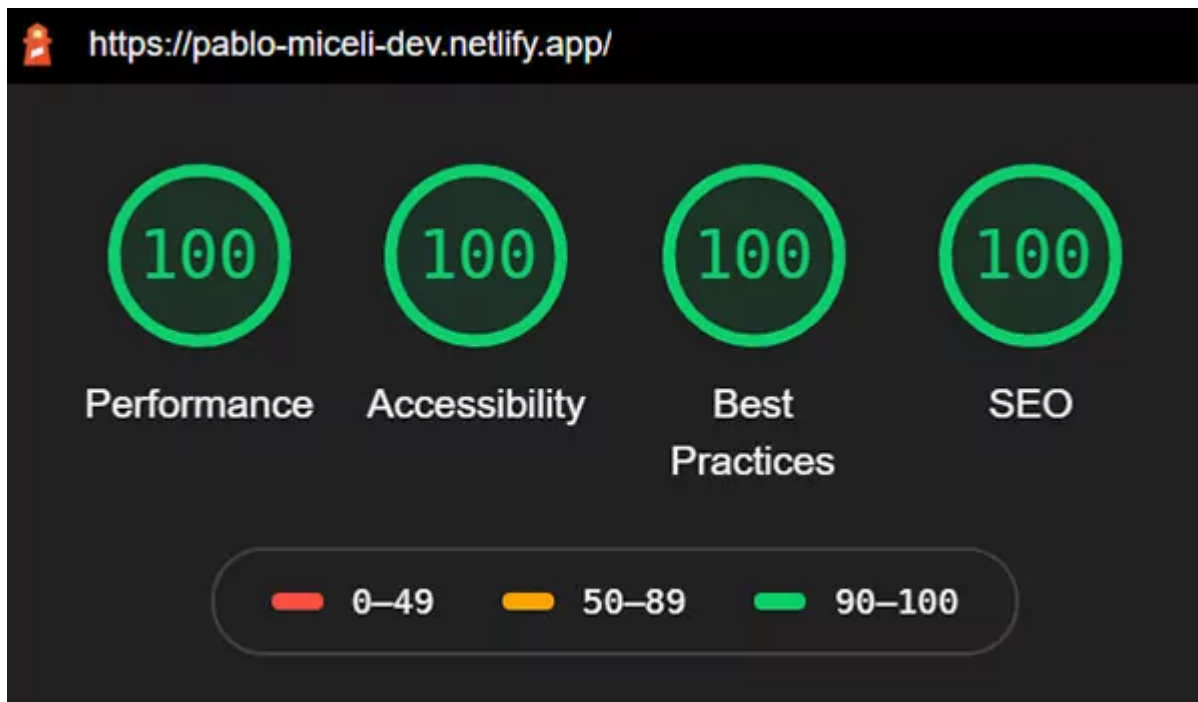 https://pablo-miceli-dev.netlify.app/
100 100 100 100
Performance Accessibility Best Practices SEO
0–49 50–89 90–100